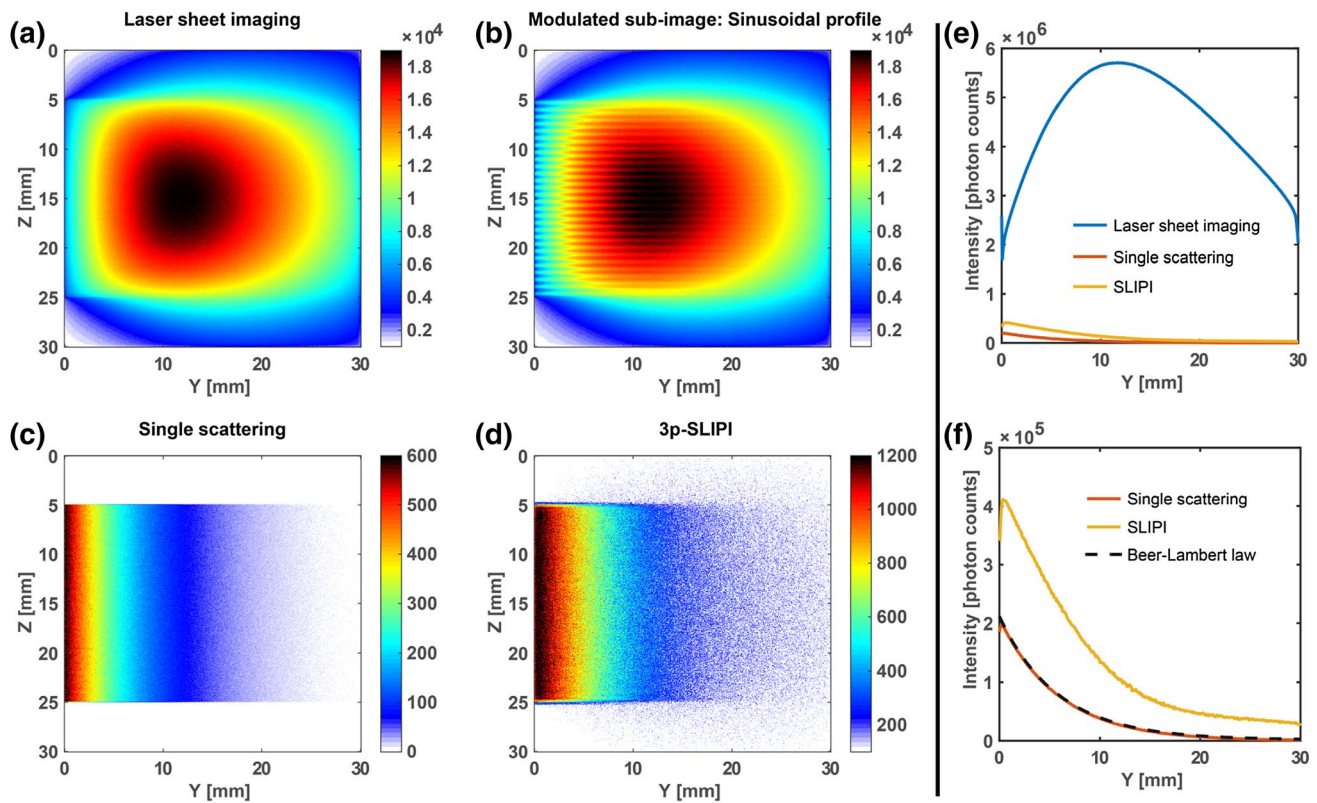 (a) Laser sheet imaging
× 10⁴
0
5
10
15
20
25
30
Z [mm]
0 10 20 30
Y [mm]
1.8
1.6
1.4
1.2
1
0.8
0.6
0.4
0.2
(b) Modulated sub-image: Sinusoidal profile
× 10⁴
0
5
10
15
20
25
30
Z [mm]
0 10 20 30
Y [mm]
1.8
1.6
1.4
1.2
1
0.8
0.6
0.4
0.2
(c) Single scattering
0
5
10
15
20
25
30
Z [mm]
0 10 20 30
Y [mm]
600
500
400
300
200
100
0
(d) 3p-SLIPI
0
5
10
15
20
25
30
Z [mm]
0 10 20 30
Y [mm]
1200
1000
800
600
400
200
(e)
× 10⁶
6
5
4
3
2
1
0
Intensity [photon counts]
Laser sheet imaging
Single scattering
SLIPI
0 10 20 30
Y [mm]
(f)
× 10⁵
5
4
3
2
1
0
Intensity [photon counts]
Single scattering
SLIPI
Beer-Lambert law
0 10 20 30
Y [mm]